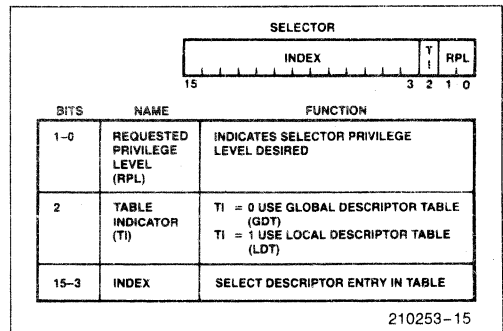 SELECTOR
INDEX TI RPL
15 3 2 1 0
BITS NAME FUNCTION
1–0 REQUESTED PRIVILEGE LEVEL (RPL) INDICATES SELECTOR PRIVILEGE LEVEL DESIRED
2 TABLE INDICATOR (TI) TI = 0 USE GLOBAL DESCRIPTOR TABLE (GDT)
TI = 1 USE LOCAL DESCRIPTOR TABLE (LDT)
15–3 INDEX SELECT DESCRIPTOR ENTRY IN TABLE
210253–15